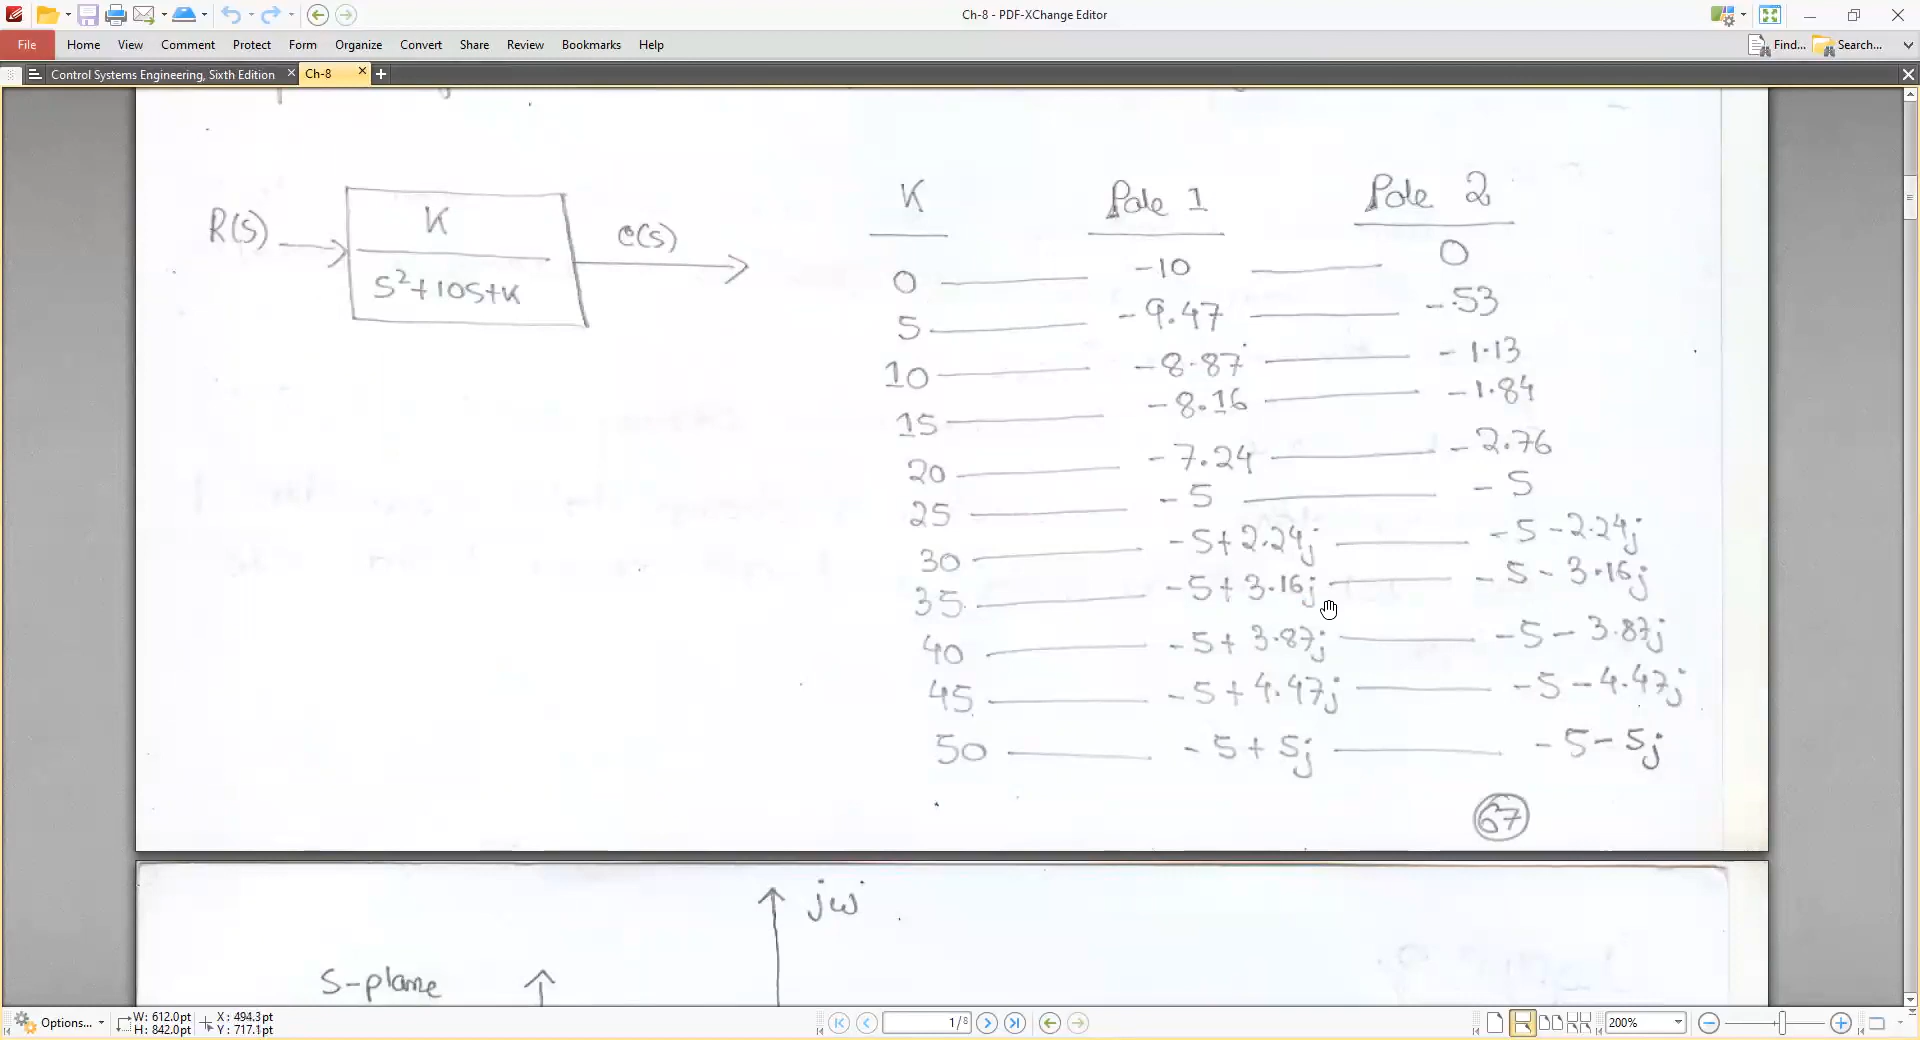 Ch-8 - PDF-XChange Editor
File Home View Comment Protect Form Organize Convert Share Review Bookmarks Help Find... Search...
Control Systems Engineering, Sixth Edition Ch-8
K Pole 1 Pole 2
R(S) K C(S)
S²+10S+K
0 -10 0
5 -9.47 -.53
10 -8.87 -1.13
15 -8.16 -1.84
20 -7.24 -2.76
25 -5 -5
30 -5+2.24j -5-2.24j
35 -5+3.16j -5-3.16j
40 -5+3.87j -5-3.87j
45 -5+4.47j -5-4.47j
50 -5+5j -5-5j
67
jω
S-plane
Options... W: 612.0pt X: 494.3pt 1/8 200%
H: 842.0pt Y: 717.1pt